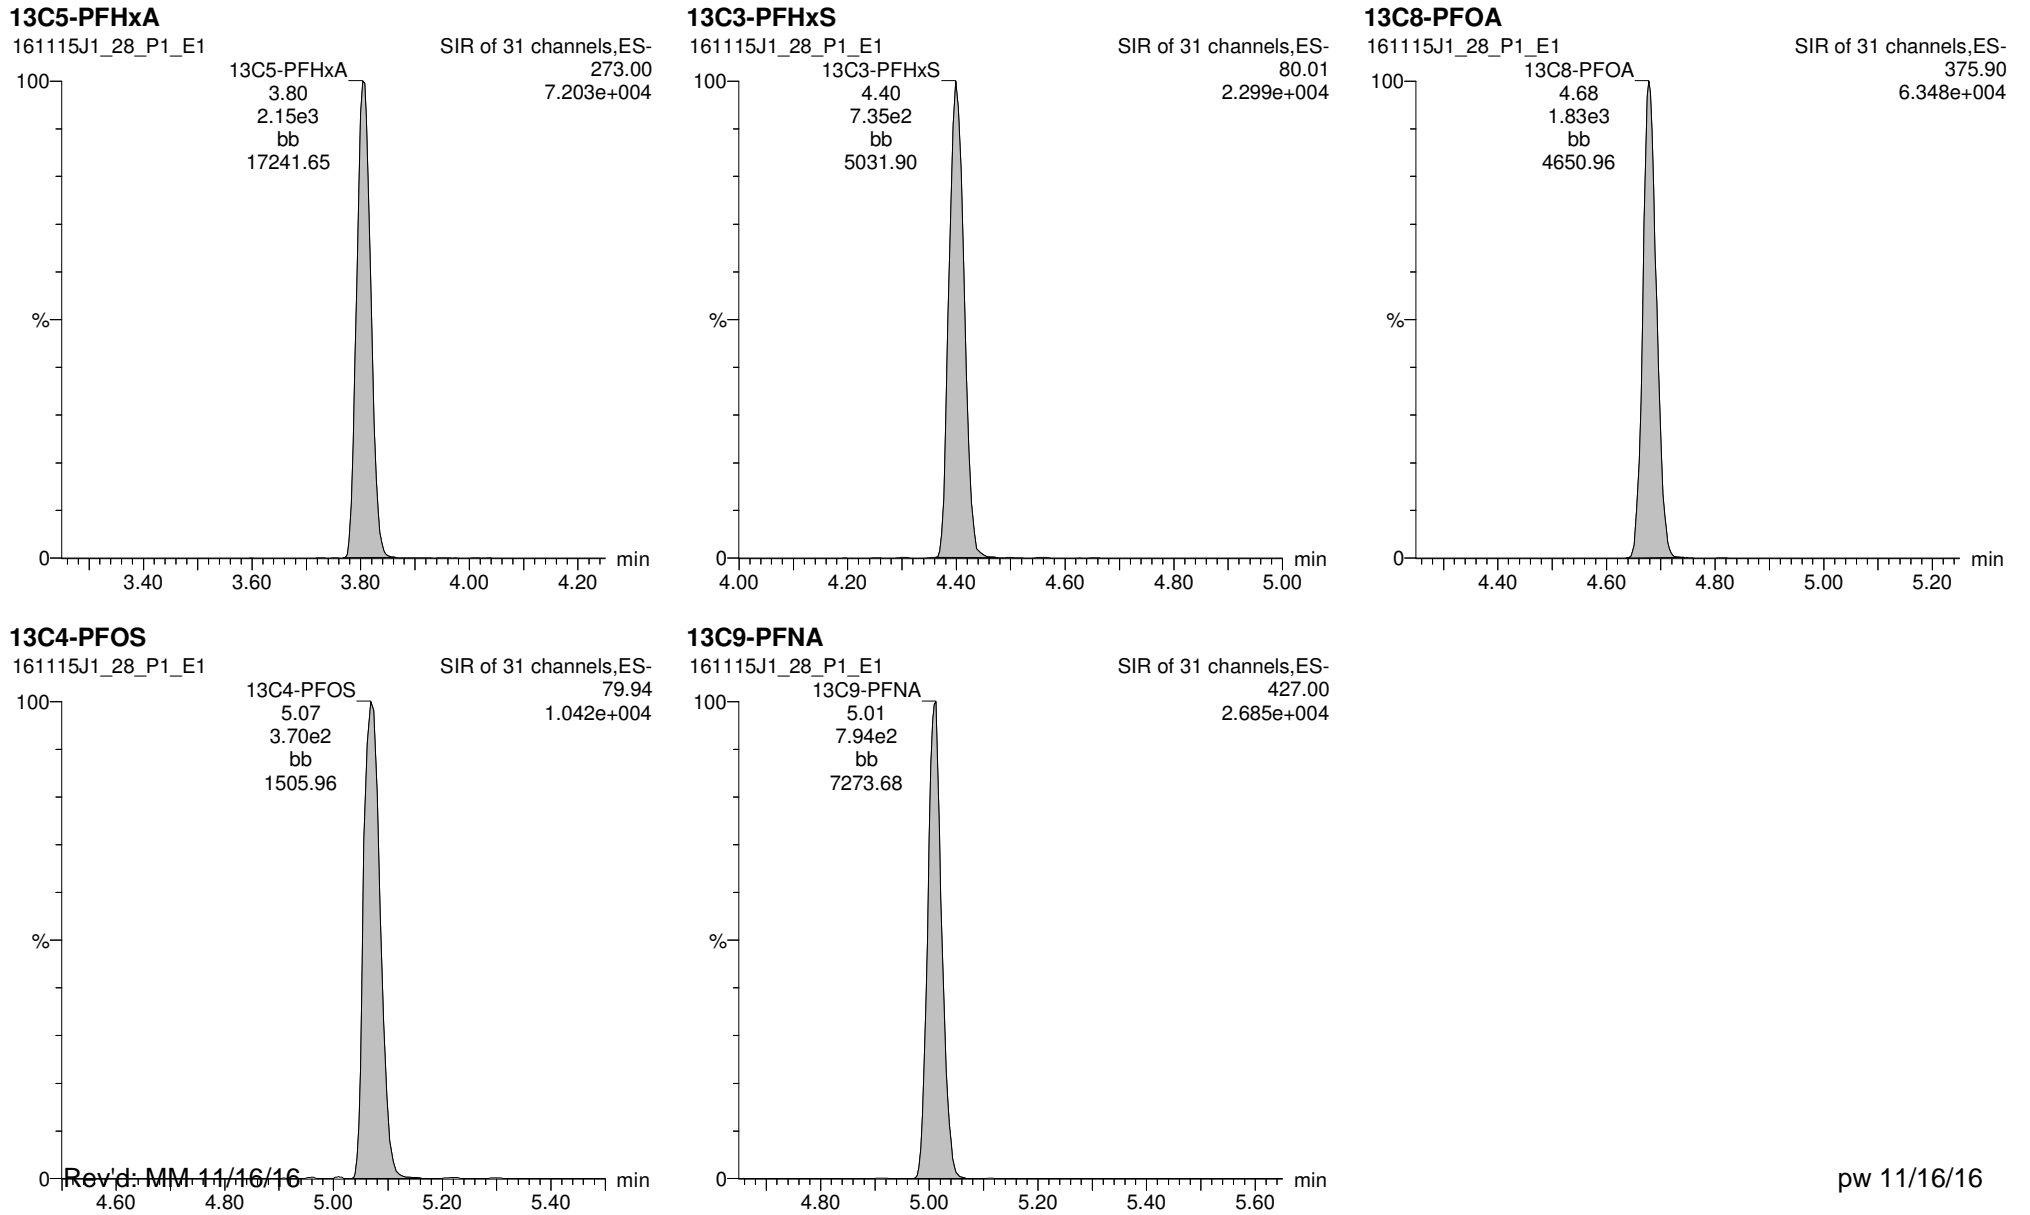 13C5-PFHxA
161115J1_28_P1_E1
SIR of 31 channels,ES-
273.00
7.203e+004
13C5-PFHxA
3.80
2.15e3
bb
17241.65
100
%
0
3.40 3.60 3.80 4.00 4.20
min
13C3-PFHxS
161115J1_28_P1_E1
SIR of 31 channels,ES-
80.01
2.299e+004
13C3-PFHxS
4.40
7.35e2
bb
5031.90
100
%
0
4.00 4.20 4.40 4.60 4.80 5.00
min
13C8-PFOA
161115J1_28_P1_E1
SIR of 31 channels,ES-
375.90
6.348e+004
13C8-PFOA
4.68
1.83e3
bb
4650.96
100
%
0
4.40 4.60 4.80 5.00 5.20
min
13C4-PFOS
161115J1_28_P1_E1
SIR of 31 channels,ES-
79.94
1.042e+004
13C4-PFOS
5.07
3.70e2
bb
1505.96
100
%
0
4.60 4.80 5.00 5.20 5.40
min
13C9-PFNA
161115J1_28_P1_E1
SIR of 31 channels,ES-
427.00
2.685e+004
13C9-PFNA
5.01
7.94e2
bb
7273.68
100
%
0
4.80 5.00 5.20 5.40 5.60
min
Rev'd: MM 11/16/16
pw 11/16/16